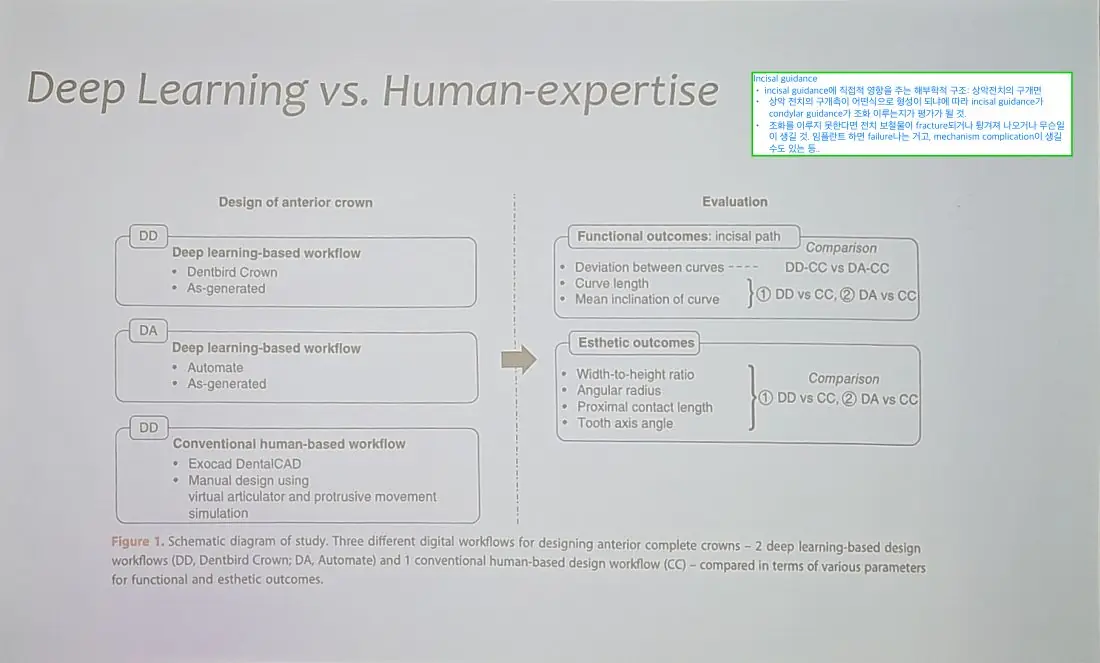 Deep Learning vs. Human-expertise
Incisal guidance
• incisal guidance에 직접적 영향을 주는 해부학적 구조: 상악전치의 구개면
• 상악 전치의 구개측이 어떤식으로 형성이 되냐에 따라 incisal guidance가
condylar guidance가 조화 이루는지가 평가가 될 것.
• 조화를 이루지 못한다면 전치 보철물이 fracture되거나 튕겨져 나오거나 무슨일
이 생길 것. 임플란트 하면 failure나는 거고, mechanism complication이 생길
수도 있는 등..
Design of anterior crown
DD
Deep learning-based workflow
• Dentbird Crown
• As-generated
DA
Deep learning-based workflow
• Automate
• As-generated
DD
Conventional human-based workflow
• Exocad DentalCAD
• Manual design using
virtual articulator and protrusive movement
simulation
Evaluation
Functional outcomes: incisal path
Comparison
• Deviation between curves ---- DD-CC vs DA-CC
• Curve length
• Mean inclination of curve
① DD vs CC, ② DA vs CC
Esthetic outcomes
• Width-to-height ratio
• Angular radius
• Proximal contact length
• Tooth axis angle
Comparison
① DD vs CC, ② DA vs CC
Figure 1. Schematic diagram of study. Three different digital workflows for designing anterior complete crowns – 2 deep learning-based design
workflows (DD, Dentbird Crown; DA, Automate) and 1 conventional human-based design workflow (CC) – compared in terms of various parameters
for functional and esthetic outcomes.